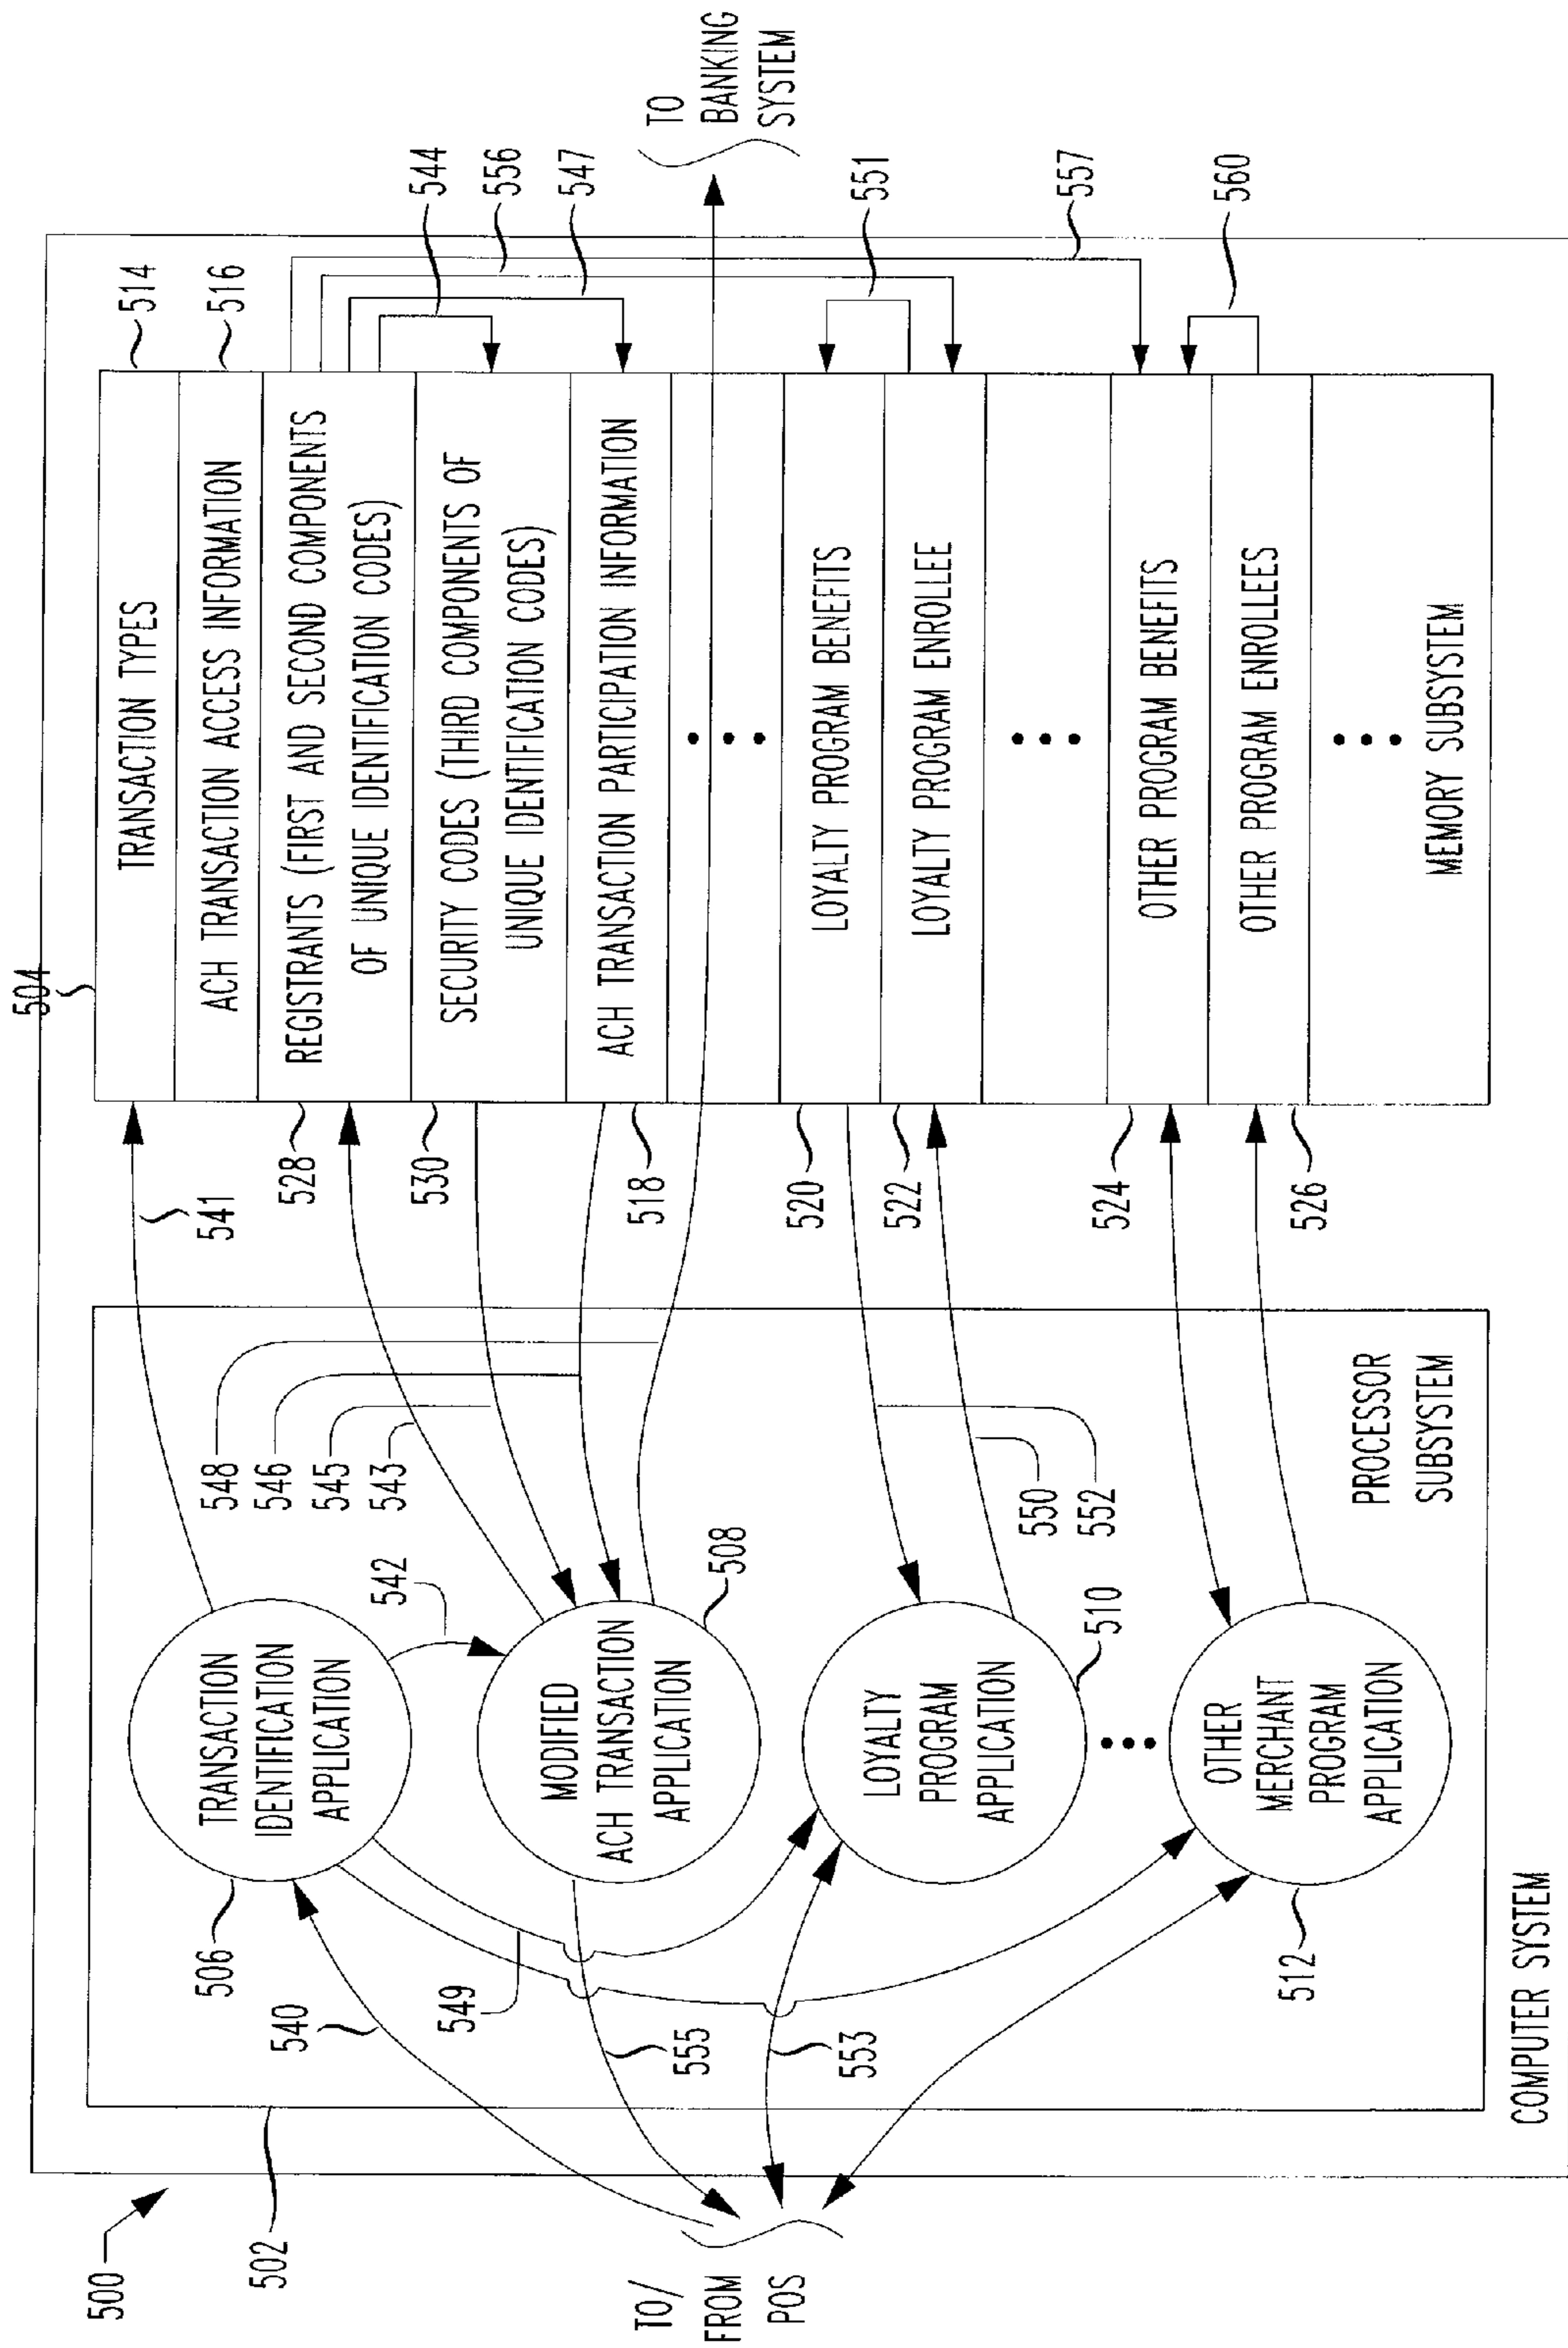 500
502
COMPUTER SYSTEM
TO/
FROM
POS
540
506
549
555
553
512
TRANSACTION
IDENTIFICATION
APPLICATION
MODIFIED
ACH TRANSACTION
APPLICATION
LOYALTY
PROGRAM
APPLICATION
OTHER
MERCHANT
PROGRAM
APPLICATION
542
508
510
548
546
545
543
550
552
PROCESSOR
SUBSYSTEM
541
528
530
518
520
522
524
526
504
TRANSACTION TYPES
ACH TRANSACTION ACCESS INFORMATION
REGISTRANTS (FIRST AND SECOND COMPONENTS
OF UNIQUE IDENTIFICATION CODES)
SECURITY CODES (THIRD COMPONENTS OF
UNIQUE IDENTIFICATION CODES)
ACH TRANSACTION PARTICIPATION INFORMATION
LOYALTY PROGRAM BENEFITS
LOYALTY PROGRAM ENROLLEE
OTHER PROGRAM BENEFITS
OTHER PROGRAM ENROLLEES
MEMORY SUBSYSTEM
514
516
544
556
547
551
557
560
TO
BANKING
SYSTEM